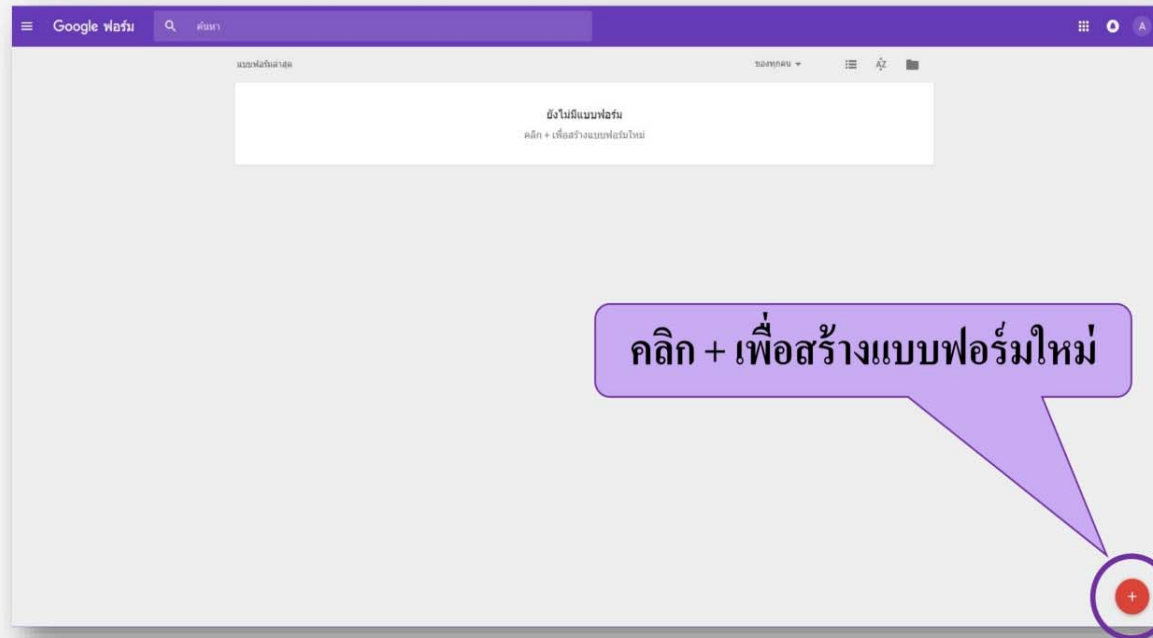 Google ฟอร์ม
ค้นหา
A
แบบฟอร์มล่าสุด
ของทุกคน
AZ
ยังไม่มีแบบฟอร์ม
คลิก + เพื่อสร้างแบบฟอร์มใหม่
คลิก + เพื่อสร้างแบบฟอร์มใหม่
+